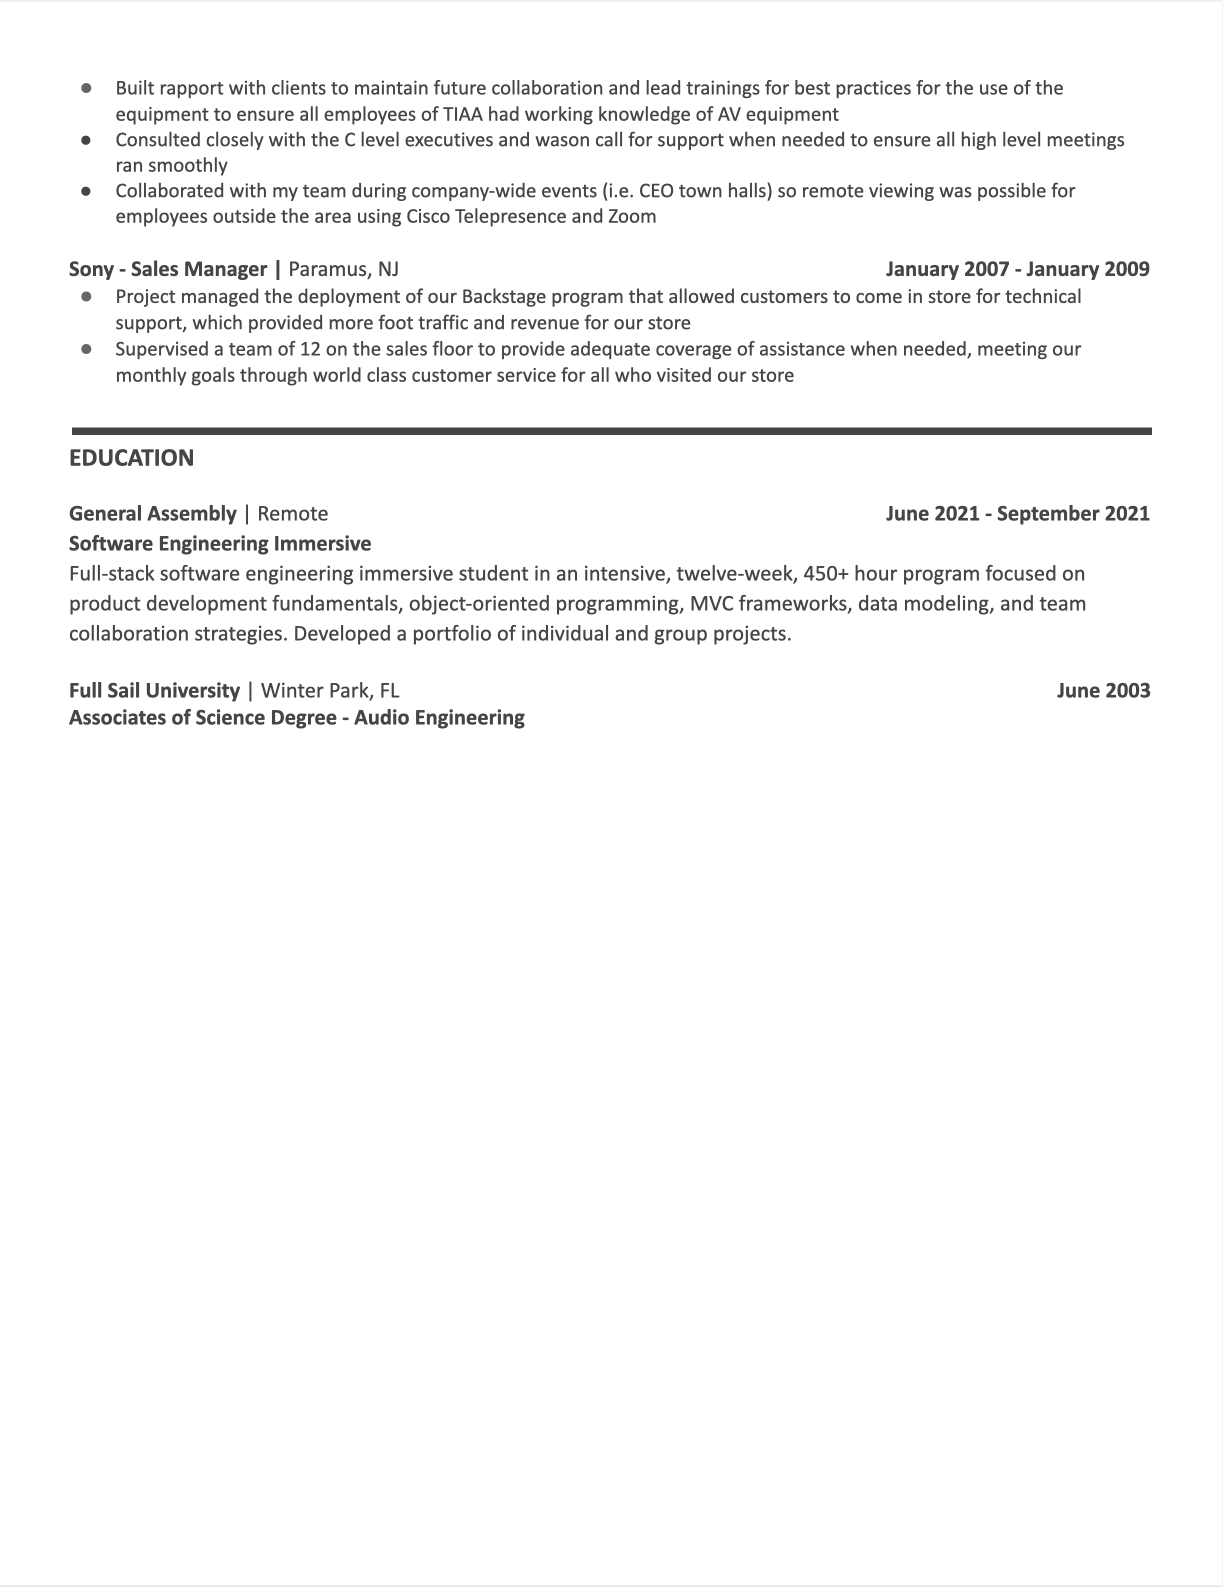 ● Built rapport with clients to maintain future collaboration and lead trainings for best practices for the use of the
equipment to ensure all employees of TIAA had working knowledge of AV equipment
● Consulted closely with the C level executives and wason call for support when needed to ensure all high level meetings
ran smoothly
● Collaborated with my team during company-wide events (i.e. CEO town halls) so remote viewing was possible for
employees outside the area using Cisco Telepresence and Zoom
Sony - Sales Manager | Paramus, NJ January 2007 - January 2009
● Project managed the deployment of our Backstage program that allowed customers to come in store for technical
support, which provided more foot traffic and revenue for our store
● Supervised a team of 12 on the sales floor to provide adequate coverage of assistance when needed, meeting our
monthly goals through world class customer service for all who visited our store
EDUCATION
General Assembly | Remote June 2021 - September 2021
Software Engineering Immersive
Full-stack software engineering immersive student in an intensive, twelve-week, 450+ hour program focused on
product development fundamentals, object-oriented programming, MVC frameworks, data modeling, and team
collaboration strategies. Developed a portfolio of individual and group projects.
Full Sail University | Winter Park, FL June 2003
Associates of Science Degree - Audio Engineering